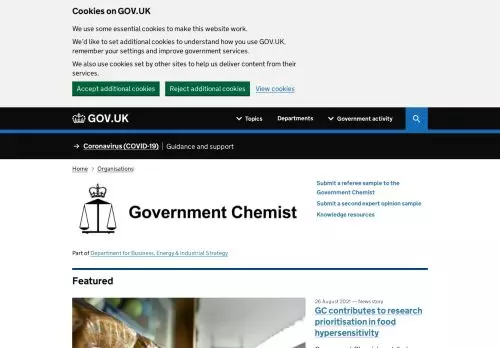 Cookies on GOV.UK
We use some essential cookies to make this website work.
We'd like to set additional cookies to understand how you use GOV.UK,
remember your settings and improve government services.
We also use cookies set by other sites to help us deliver content from their
services.
Accept additional cookies Reject additional cookies View cookies
GOV.UK Topics Departments Government activity
→ Coronavirus (COVID-19) Guidance and support
Home > Organisations
Submit a referee sample to the
Government Chemist
Submit a second expert opinion sample
Knowledge resources
Government Chemist
Part of Department for Business, Energy & Industrial Strategy
Featured
26 August 2021 — News story
GC contributes to research
prioritisation in food
hypersensitivity